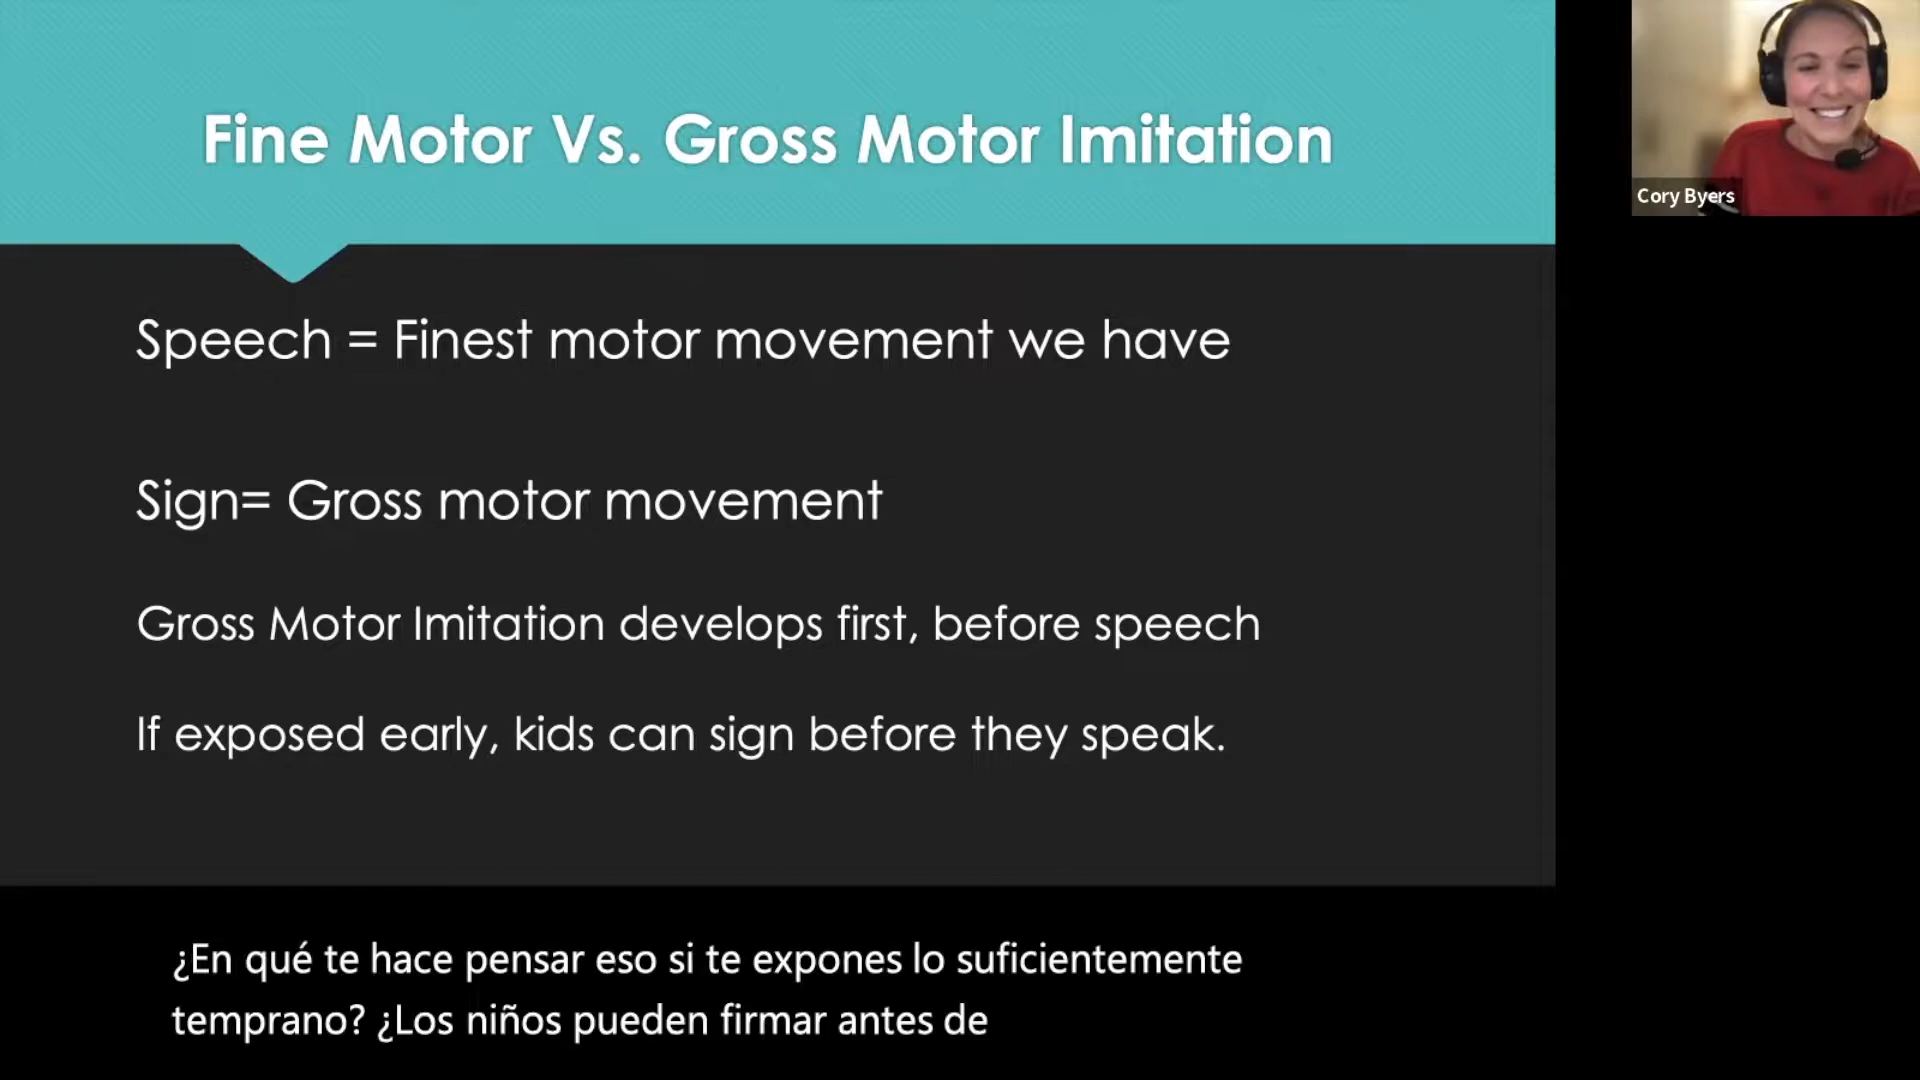 Fine Motor Vs. Gross Motor Imitation
Cory Byers
Speech = Finest motor movement we have
Sign= Gross motor movement
Gross Motor Imitation develops first, before speech
If exposed early, kids can sign before they speak.
¿En qué te hace pensar eso si te expones lo suficientemente
temprano? ¿Los niños pueden firmar antes de